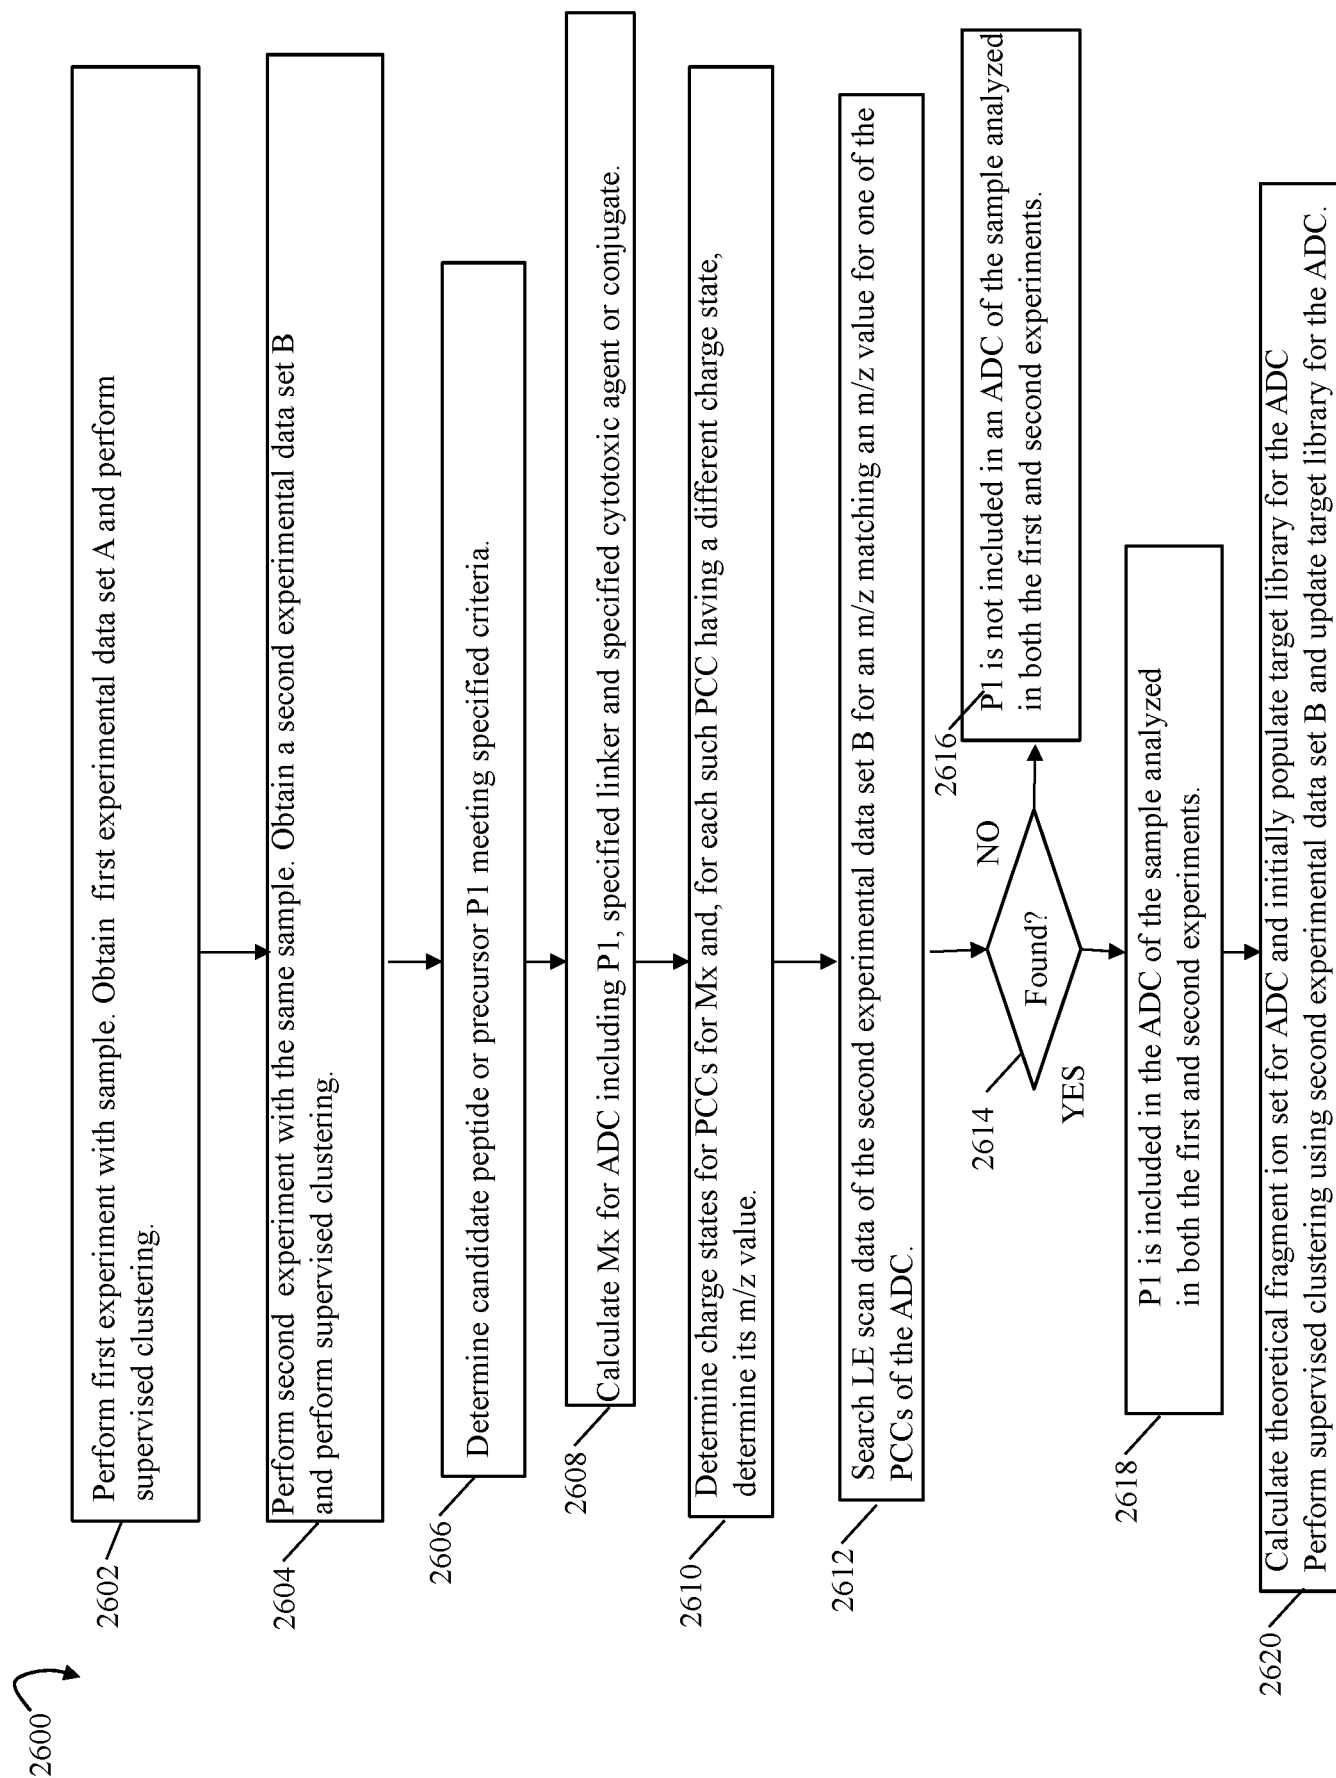 2600
2602
Perform first experiment with sample. Obtain first experimental data set A and perform
supervised clustering.
2604
Perform second experiment with the same sample. Obtain a second experimental data set B
and perform supervised clustering.
2606
Determine candidate peptide or precursor P1 meeting specified criteria.
2608
Calculate Mx for ADC including P1, specified linker and specified cytotoxic agent or conjugate.
2610
Determine charge states for PCCs for Mx and, for each such PCC having a different charge state,
determine its m/z value.
2612
Search LE scan data of the second experimental data set B for an m/z matching an m/z value for one of the
PCCs of the ADC.
2614
Found?
NO
YES
2616
P1 is not included in an ADC of the sample analyzed
in both the first and second experiments.
2618
P1 is included in the ADC of the sample analyzed
in both the first and second experiments.
2620
Calculate theoretical fragment ion set for ADC and initially populate target library for the ADC
Perform supervised clustering using second experimental data set B and update target library for the ADC.